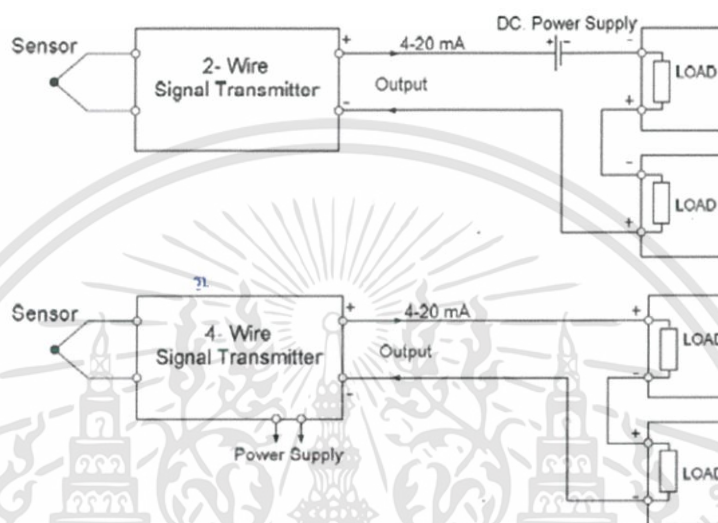 DC. Power Supply
Sensor
+
4-20 mA
+
-
-
LOAD
2- Wire
Signal Transmitter
Output
-
+
-
LOAD
+
ข.
Sensor
+
4-20 mA
+
LOAD
4- Wire
Signal Transmitter
Output
-
-
+
Power Supply
LOAD
-